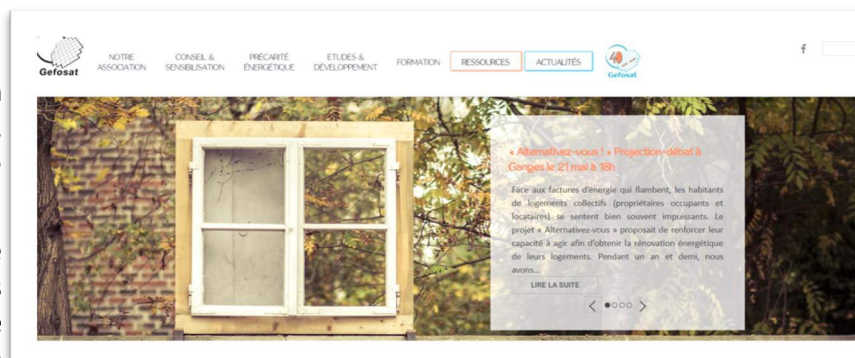 Gefosat
NOTRE
ASSOCIATION
CONSEIL &
SENSIBILISATION
PRÉCARITÉ
ÉNERGÉTIQUE
ETUDES &
DÉVELOPPEMENT
FORMATION
RESSOURCES
ACTUALITÉS
Gefosat
« Alternativez-vous ! » Projection-débat à
Ganges le 21 mai à 18h
Face aux factures d'énergie qui flambent, les habitants
de logements collectifs (propriétaires occupants et
locataires) se sentent bien souvent impuissants. Le
projet « Alternativez-vous » proposait de renforcer leur
capacité à agir afin d'obtenir la rénovation énergétique
de leurs logements. Pendant un an et demi, nous
avons...
LIRE LA SUITE